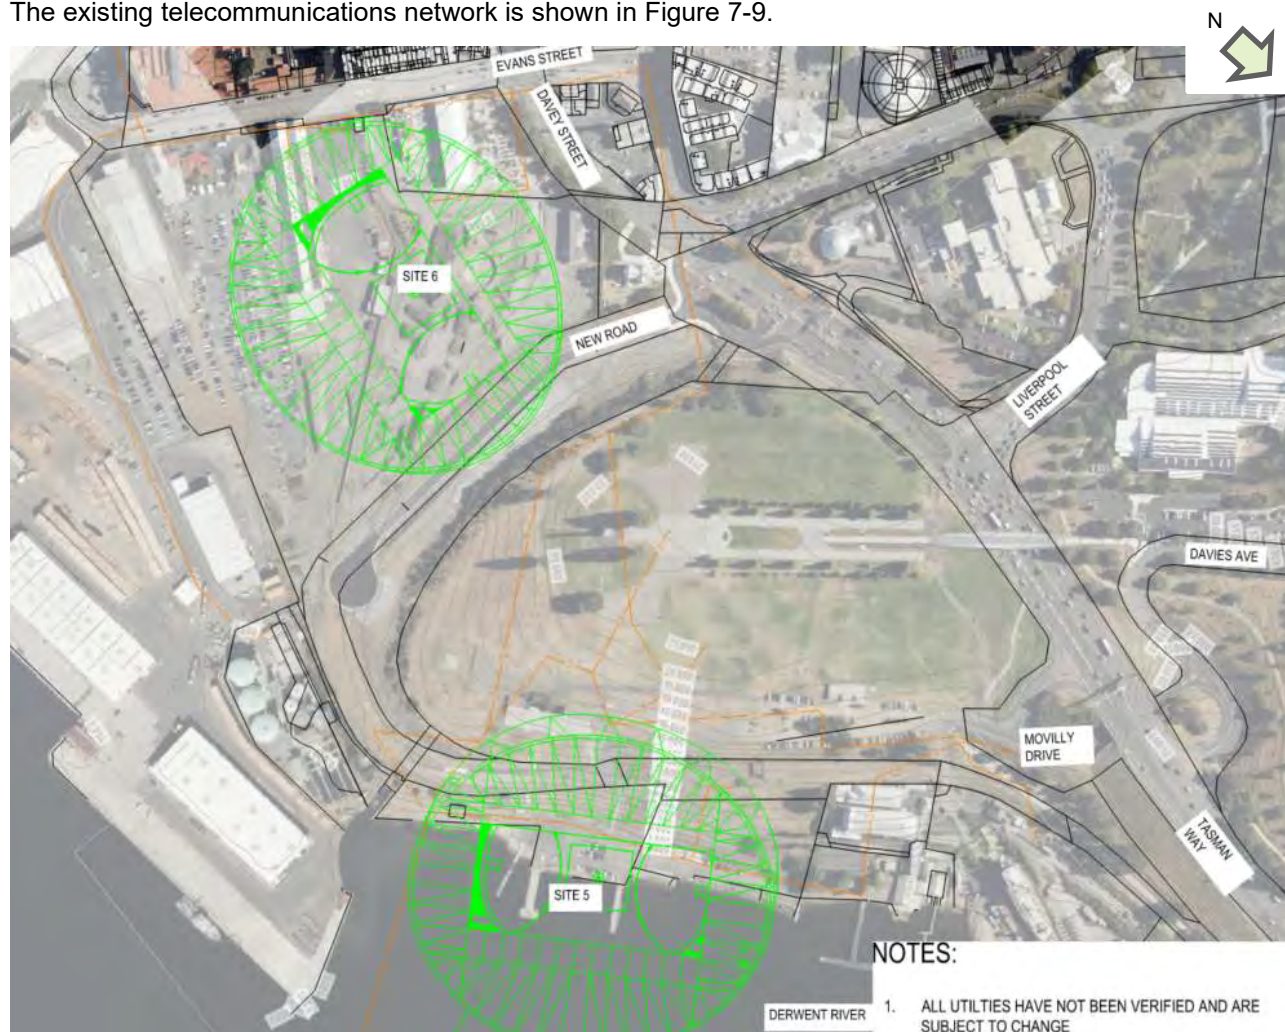 The existing telecommunications network is shown in Figure 7-9.
N
EVANS STREET
DAVEY STREET
SITE 6
NEW ROAD
LIVERPOOL
STREET
DAVIES AVE
MOVILLY
DRIVE
TASMAN
WAY
SITE 5
DERWENT RIVER
NOTES:
1. ALL UTILTIES HAVE NOT BEEN VERIFIED AND ARE
SUBJECT TO CHANGE